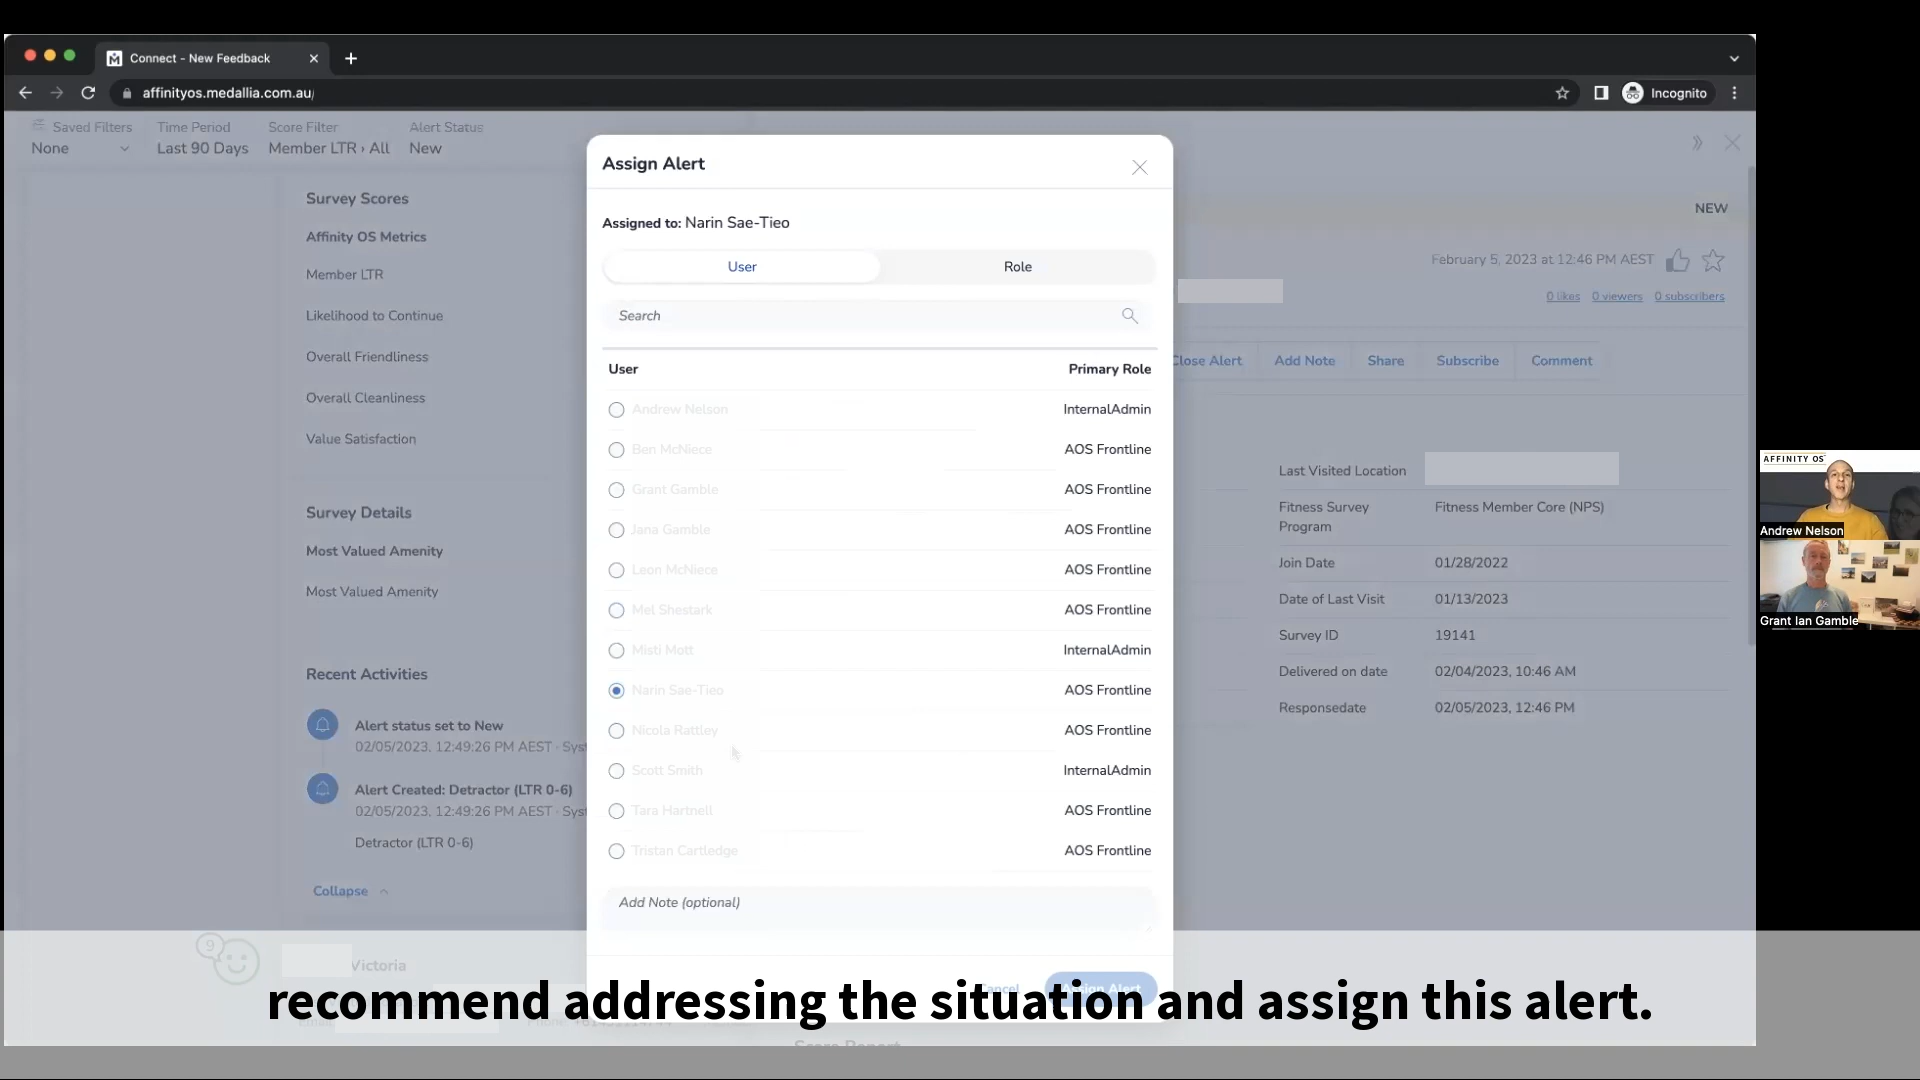 Connect - New Feedback
affinityos.medallia.com.au/
Incognito
Saved Filters
None
Time Period
Last 90 Days
Score Filter
Member LTR › All
Alert Status
New
Survey Scores
Affinity OS Metrics
Member LTR
Likelihood to Continue
Overall Friendliness
Overall Cleanliness
Value Satisfaction
Survey Details
Most Valued Amenity
Most Valued Amenity
Recent Activities
Alert status set to New
02/05/2023, 12:49:26 PM AEST · Syst
Alert Created: Detractor (LTR 0-6)
02/05/2023, 12:49:26 PM AEST · Syst
Detractor (LTR 0-6)
Collapse
9
Victoria
Assign Alert
Assigned to: Narin Sae-Tieo
User
Role
Search
User Primary Role
Andrew Nelson InternalAdmin
Ben McNiece AOS Frontline
Grant Gamble AOS Frontline
Jana Gamble AOS Frontline
Leon McNiece AOS Frontline
Mel Shestark AOS Frontline
Misti Mott InternalAdmin
Narin Sae-Tieo AOS Frontline
Nicola Rattley AOS Frontline
Scott Smith InternalAdmin
Tara Hartnell AOS Frontline
Tristan Cartledge AOS Frontline
Add Note (optional)
Cancel
Assign Alert
NEW
February 5, 2023 at 12:46 PM AEST
0 likes 0 viewers 0 subscribers
Close Alert
Add Note
Share
Subscribe
Comment
Last Visited Location
Fitness Survey Program Fitness Member Core (NPS)
Join Date 01/28/2022
Date of Last Visit 01/13/2023
Survey ID 19141
Delivered on date 02/04/2023, 10:46 AM
Responsedate 02/05/2023, 12:46 PM
AFFINITY OS
Andrew Nelson
Grant Ian Gamble
recommend addressing the situation and assign this alert.